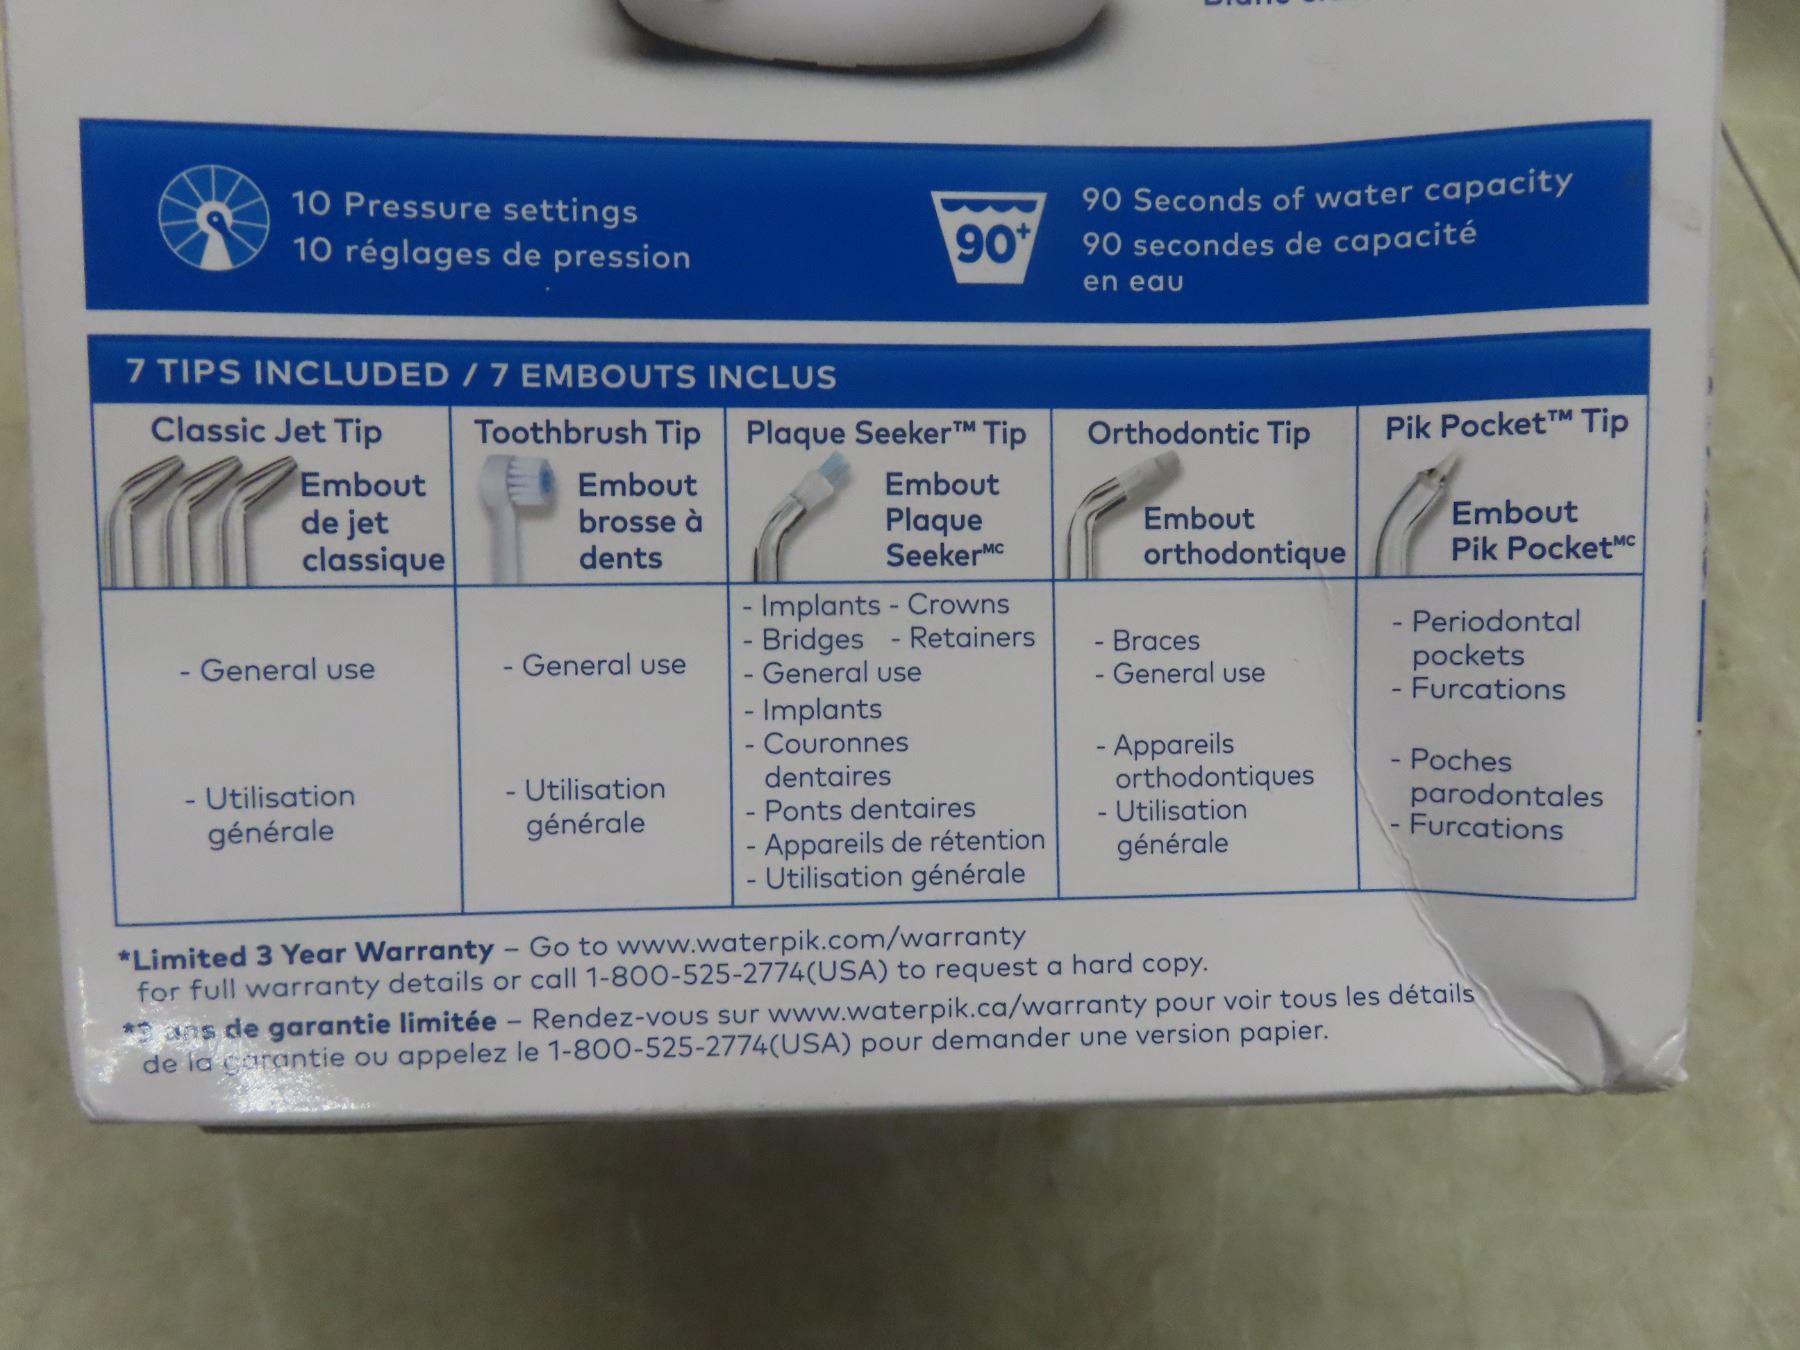 10 Pressure settings
10 réglages de pression
90+
90 Seconds of water capacity
90 secondes de capacité
en eau
7 TIPS INCLUDED / 7 EMBOUTS INCLUS
Classic Jet Tip
Embout
de jet
classique
- General use
- Utilisation
générale
Toothbrush Tip
Embout
brosse à
dents
- General use
- Utilisation
générale
Plaque Seeker™ Tip
Embout
Plaque
Seeker MC
- Implants - Crowns
- Bridges - Retainers
- General use
- Implants
- Couronnes
dentaires
- Ponts dentaires
- Appareils de rétention
- Utilisation générale
Orthodontic Tip
Embout
orthodontique
- Braces
- General use
- Appareils
orthodontiques
- Utilisation
générale
Pik Pocket™ Tip
Embout
Pik Pocket MC
- Periodontal
pockets
- Furcations
- Poches
parodontales
- Furcations
*Limited 3 Year Warranty – Go to www.waterpik.com/warranty
for full warranty details or call 1-800-525-2774(USA) to request a hard copy.
*3 ans de garantie limitée – Rendez-vous sur www.waterpik.ca/warranty pour voir tous les détails
de la garantie ou appelez le 1-800-525-2774(USA) pour demander une version papier.